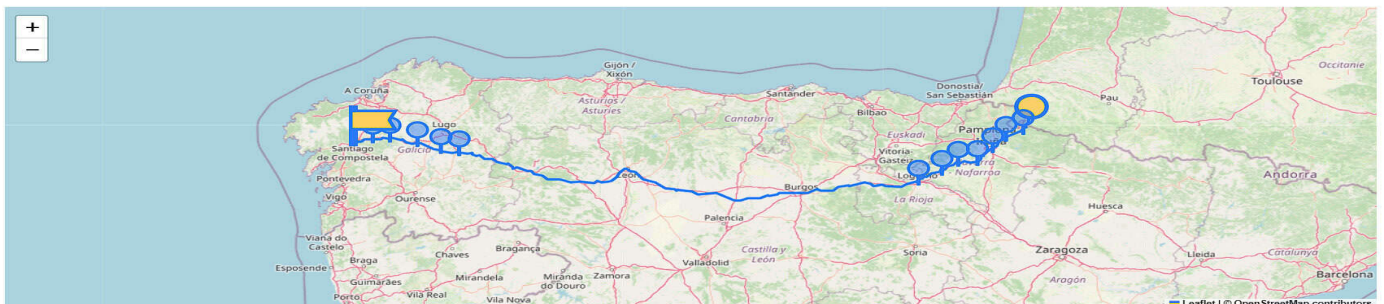 +
−
Gijón /
Xixón
A Coruña
Santander
Donostia/
San Sebastián
Toulouse
Occitanie
Pau
Asturias /
Asturies
Cantabria
Bilbao
Lugo
Euskadi
Santiago
de Compostela
Galicia
Vitoria
León
Burgos
La Rioja
Nafarroa
Andorra
Pontevedra
Vigo
Ourense
Palencia
Huesca
Viana do
Castelo
Braga
Chaves
Bragança
Castilla y
León
Soria
Zaragoza
Lleida
Catalunya
Esposende
Guimarães
Mirandela
Miranda
do Douro
Zamora
Valladolid
Aragón
Barcelona
Porto
Vila Real
Vila Nova
Leaflet | © OpenStreetMap contributors